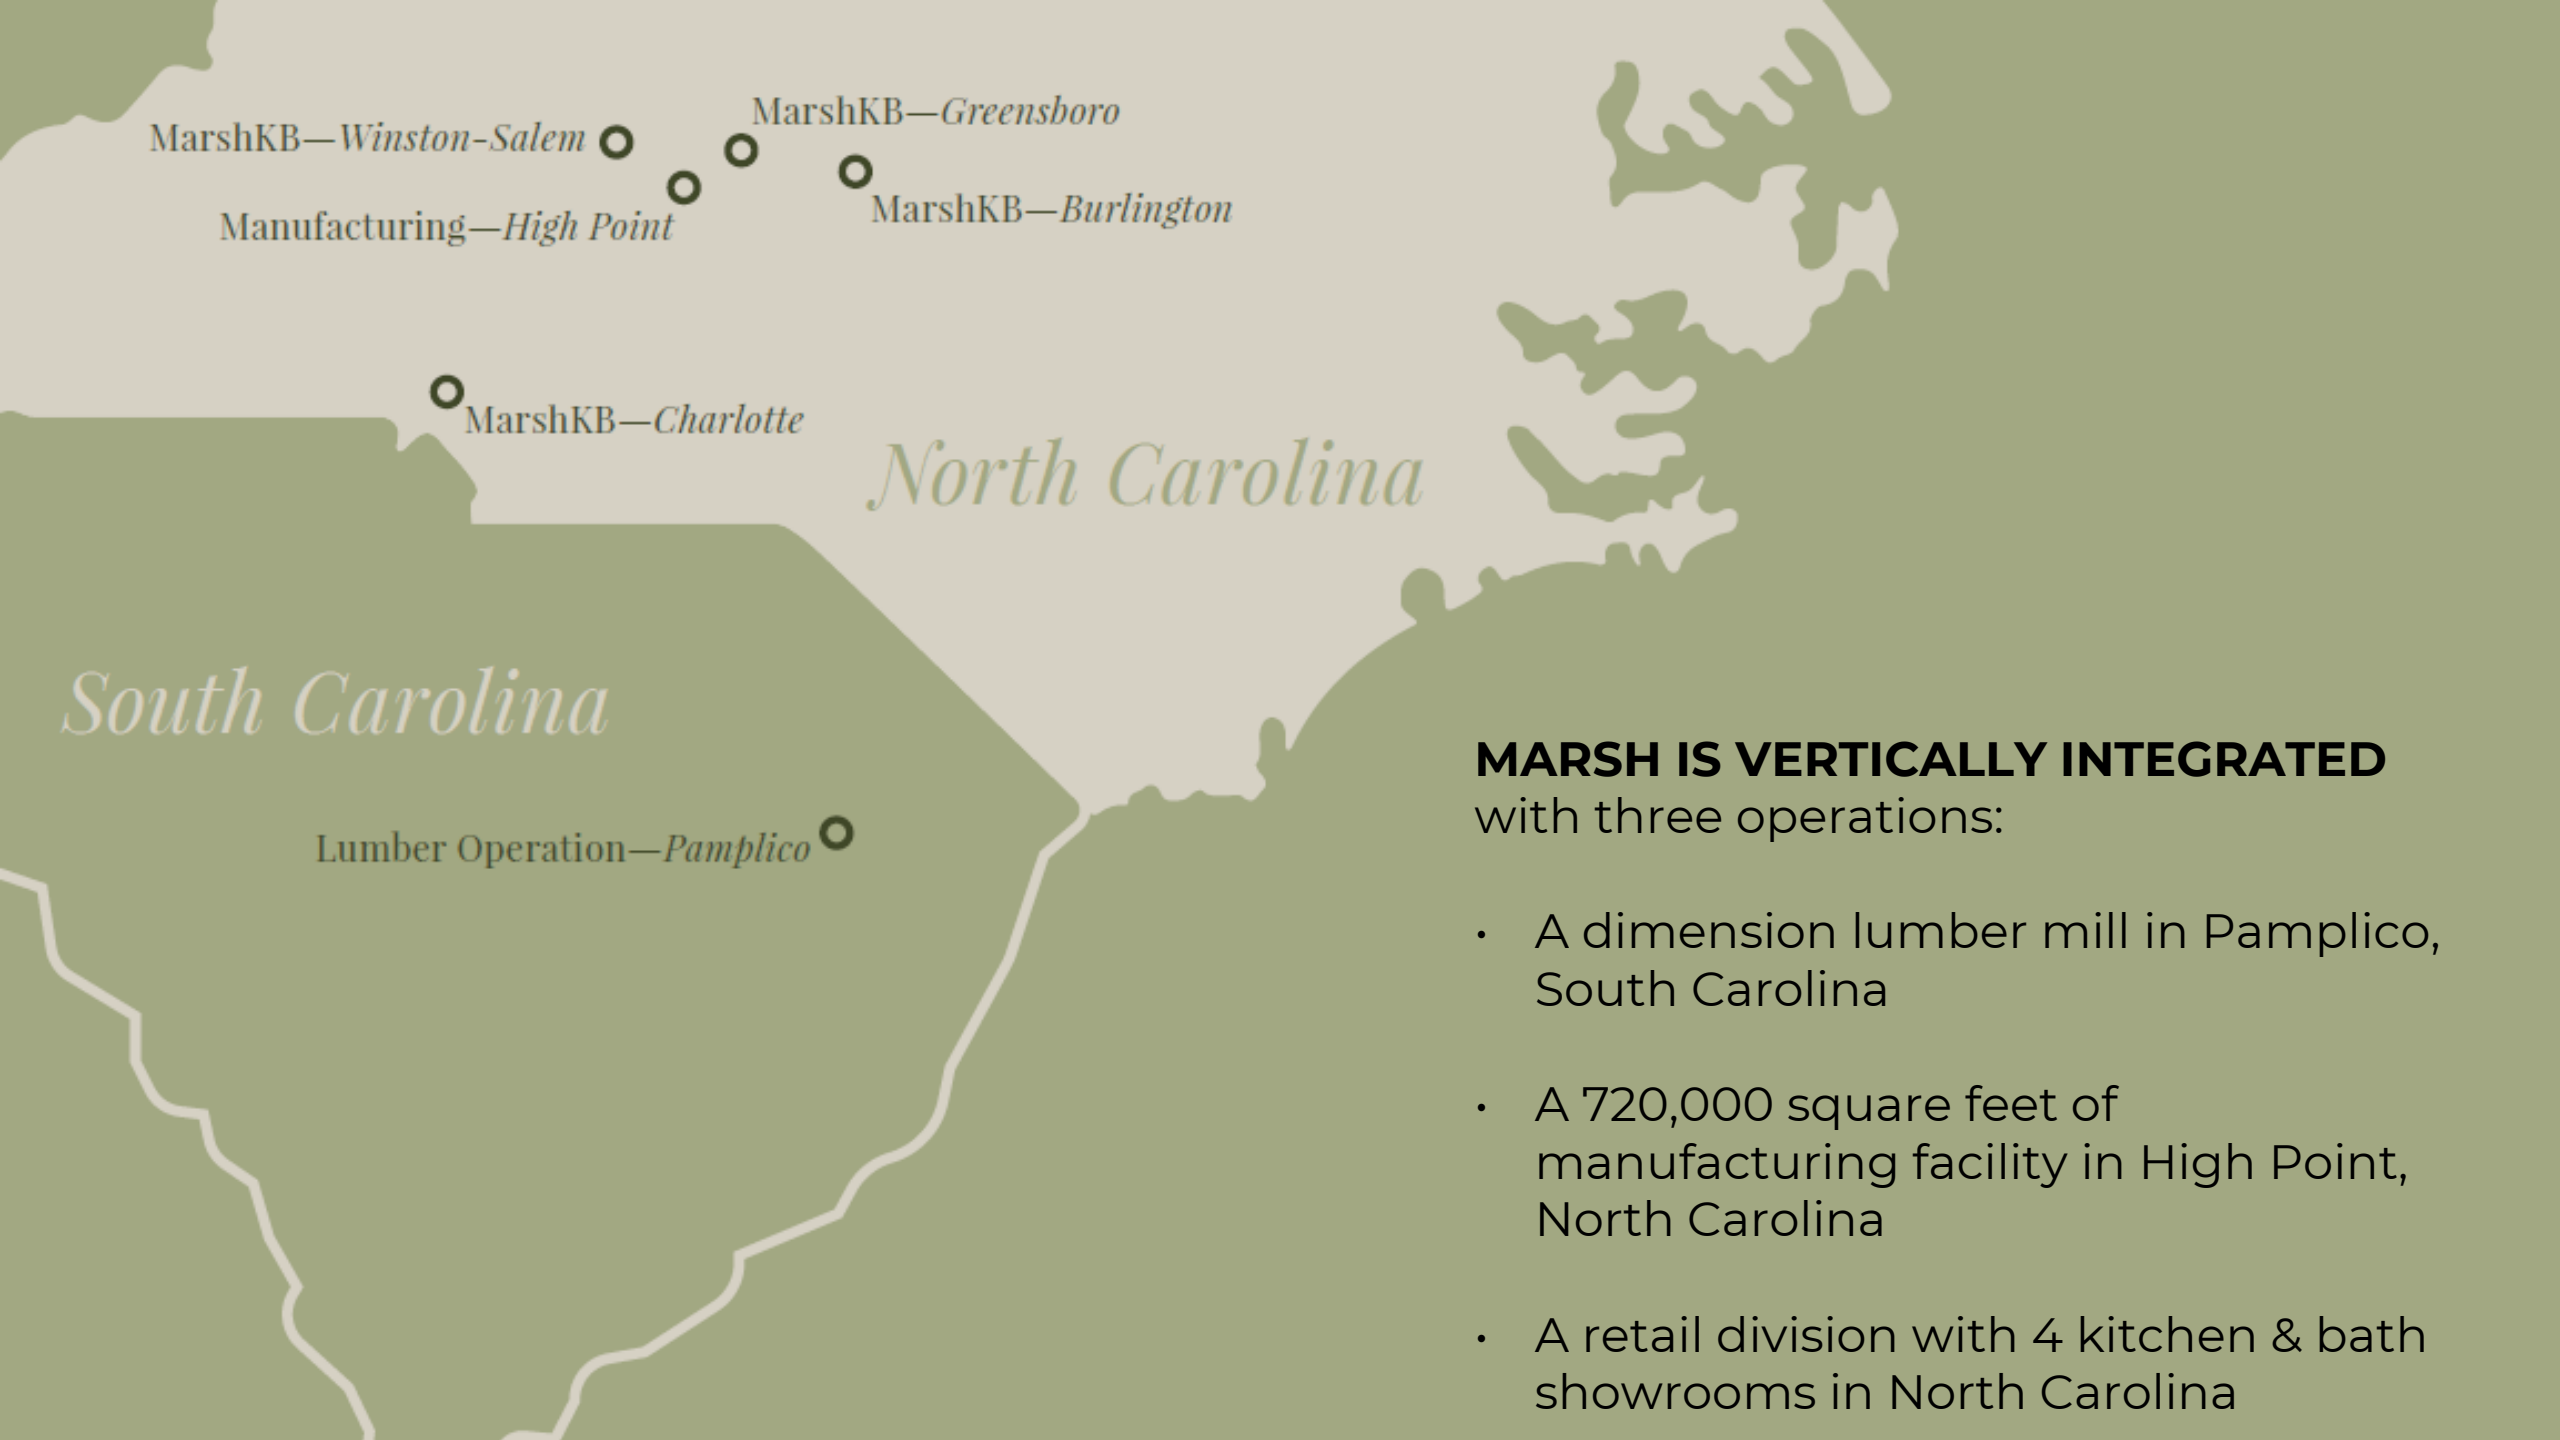 MarshKB—Greensboro
MarshKB—Winston-Salem
MarshKB—Burlington
Manufacturing—High Point
MarshKB—Charlotte
North Carolina
South Carolina
Lumber Operation—Pamplico
MARSH IS VERTICALLY INTEGRATED
with three operations:
• A dimension lumber mill in Pamplico,
South Carolina
• A 720,000 square feet of
manufacturing facility in High Point,
North Carolina
• A retail division with 4 kitchen & bath
showrooms in North Carolina